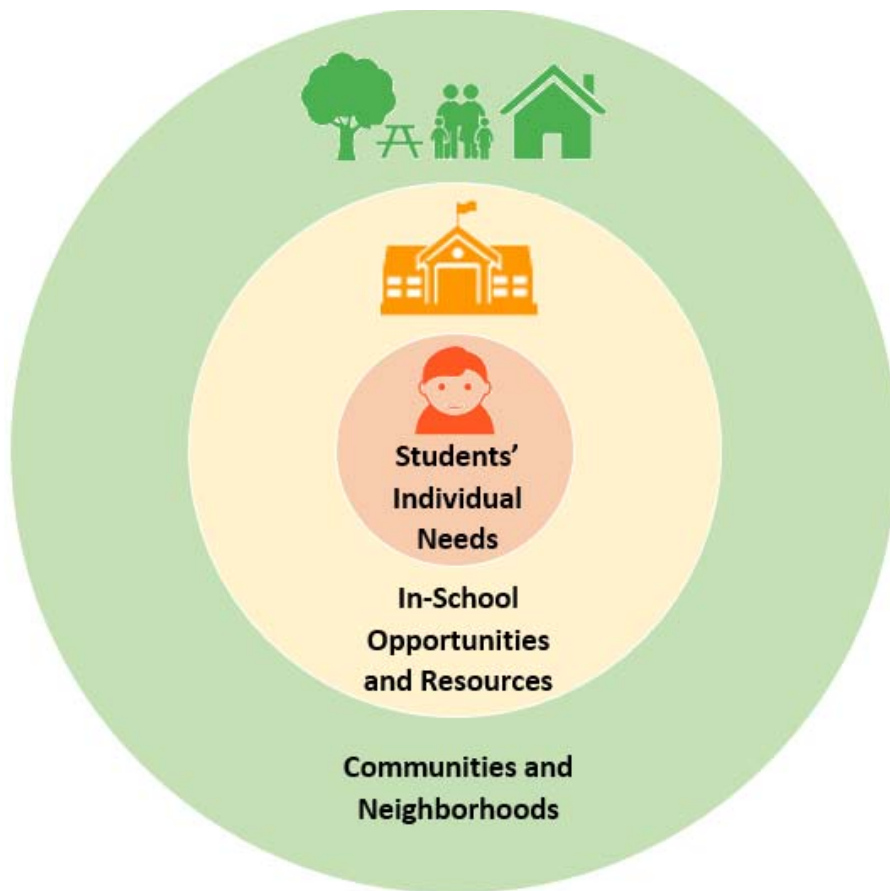 Students’
Individual
Needs
In-School
Opportunities
and Resources
Communities and
Neighborhoods